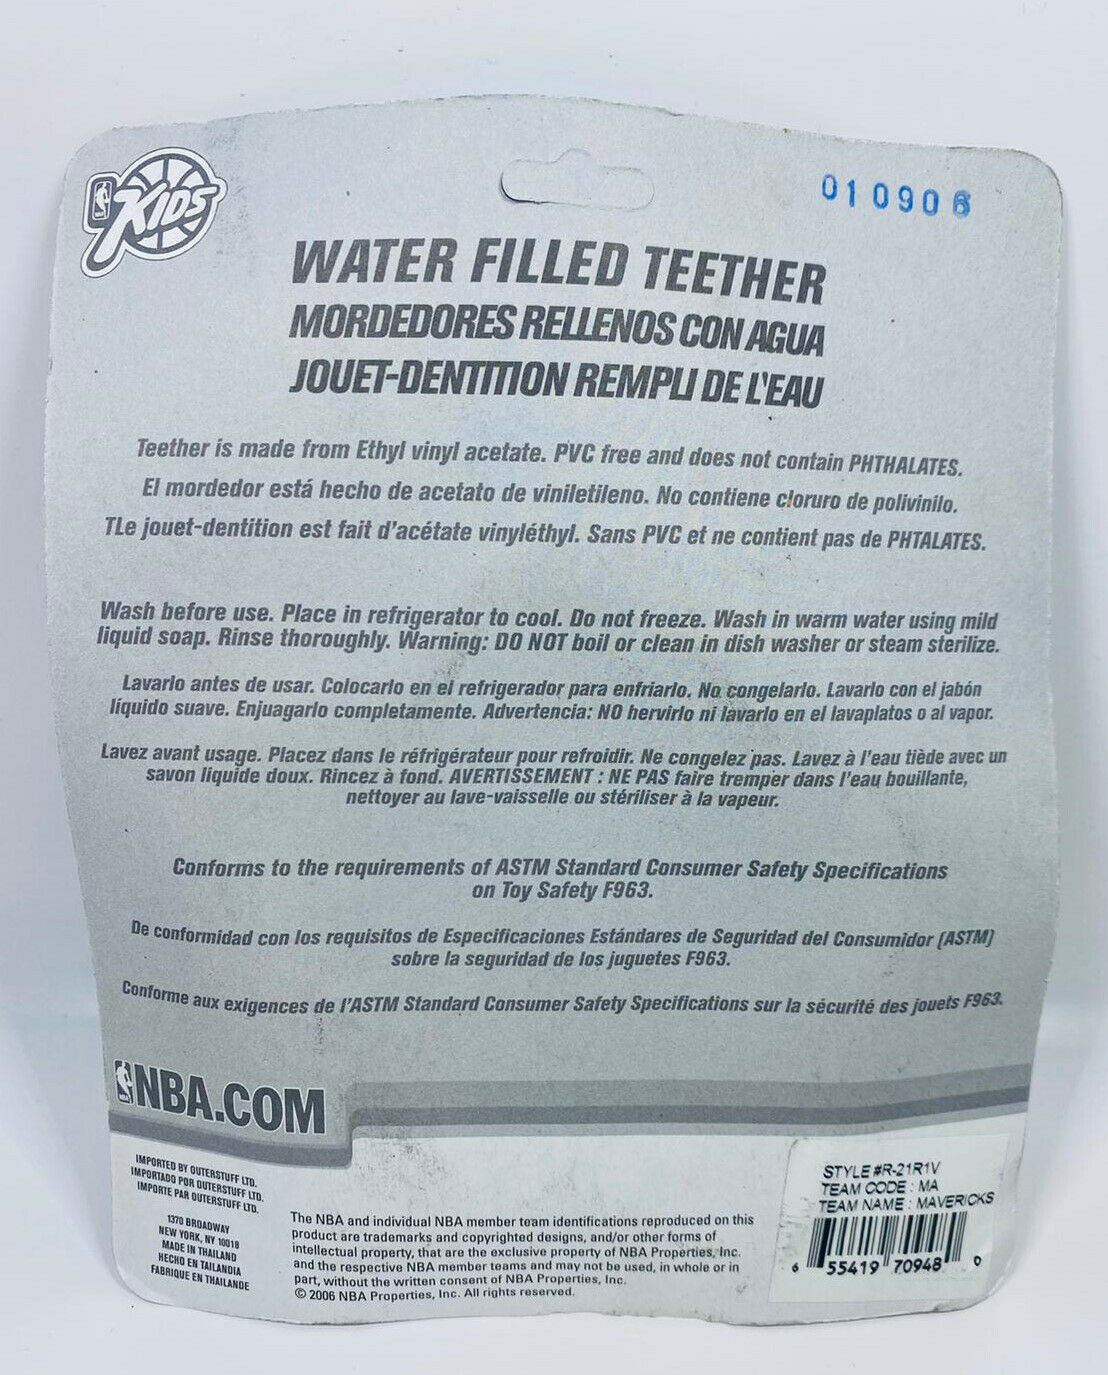 KIDS
010906
WATER FILLED TEETHER
MORDEDORES RELLENOS CON AGUA
JOUET-DENTITION REMPLI DE L'EAU
Teether is made from Ethyl vinyl acetate. PVC free and does not contain PHTHALATES.
El mordedor está hecho de acetato de viniletileno. No contiene cloruro de polivinilo.
TLe jouet-dentition est fait d'acétate vinyléthyl. Sans PVC et ne contient pas de PHTALATES.
Wash before use. Place in refrigerator to cool. Do not freeze. Wash in warm water using mild
liquid soap. Rinse thoroughly. Warning: DO NOT boil or clean in dish washer or steam sterilize.
Lavarlo antes de usar. Colocarlo en el refrigerador para enfriarlo. No congelarlo. Lavarlo con el jabón
líquido suave. Enjuagarlo completamente. Advertencia: NO hervirlo ni lavarlo en el lavaplatos o al vapor.
Lavez avant usage. Placez dans le réfrigérateur pour refroidir. Ne congelez pas. Lavez à l'eau tiède avec un
savon liquide doux. Rincez à fond. AVERTISSEMENT : NE PAS faire tremper dans l'eau bouillante,
nettoyer au lave-vaisselle ou stériliser à la vapeur.
Conforms to the requirements of ASTM Standard Consumer Safety Specifications
on Toy Safety F963.
De conformidad con los requisitos de Especificaciones Estándares de Seguridad del Consumidor (ASTM)
sobre la seguridad de los juguetes F963.
Conforme aux exigences de l'ASTM Standard Consumer Safety Specifications sur la sécurité des jouets F963.
NBA.COM
IMPORTED BY OUTERSTUFF LTD.
IMPORTADO POR OUTERSTUFF LTD.
IMPORTE PAR OUTERSTUFF LTD.
1370 BROADWAY
NEW YORK, NY 10018
MADE IN THAILAND
HECHO EN TAILANDIA
FABRIQUE EN THAILANDE
The NBA and individual NBA member team identifications reproduced on this
product are trademarks and copyrighted designs, and/or other forms of
intellectual property, that are the exclusive property of NBA Properties, Inc.
and the respective NBA member teams and may not be used, in whole or in
part, without the written consent of NBA Properties, Inc.
© 2006 NBA Properties, Inc. All rights reserved.
STYLE #R-21R1V
TEAM CODE : MA
TEAM NAME : MAVERICKS
6 55419 70948 0